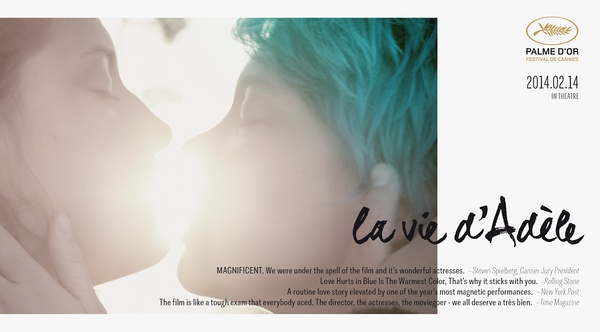 PALME D'OR
FESTIVAL DE CANNES
2014.02.14
IN THEATRE
la vie d'Adèle
MAGNIFICENT. We were under the spell of the film and it's wonderful actresses. –Steven Spielberg, Cannes Jury President
Love Hurts in Blue Is The Warmest Color, That's why it sticks with you. –Rolling Stone
A routine love story elevated by one of the year's most magnetic performances. –New York Post
The film is like a tough exam that everybody aced. The director, the actresses, the moviegoer - we all deserve a très bien. –Time Magazine